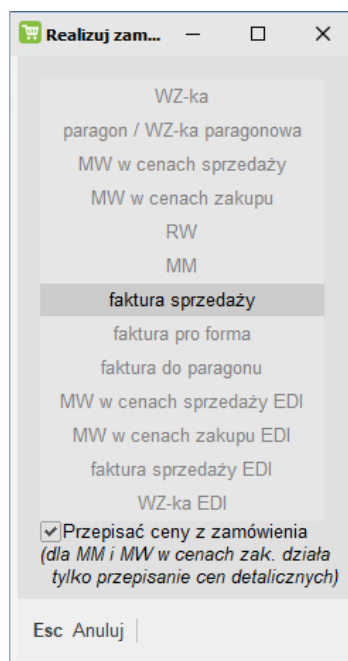 Realizuj zam...
WZ-ka
paragon / WZ-ka paragonowa
MW w cenach sprzedaży
MW w cenach zakupu
RW
MM
faktura sprzedaży
faktura pro forma
faktura do paragonu
MW w cenach sprzedaży EDI
MW w cenach zakupu EDI
faktura sprzedaży EDI
WZ-ka EDI
Przepisać ceny z zamówienia
(dla MM i MW w cenach zak. działa
tylko przepisanie cen detalicznych)
Esc Anuluj